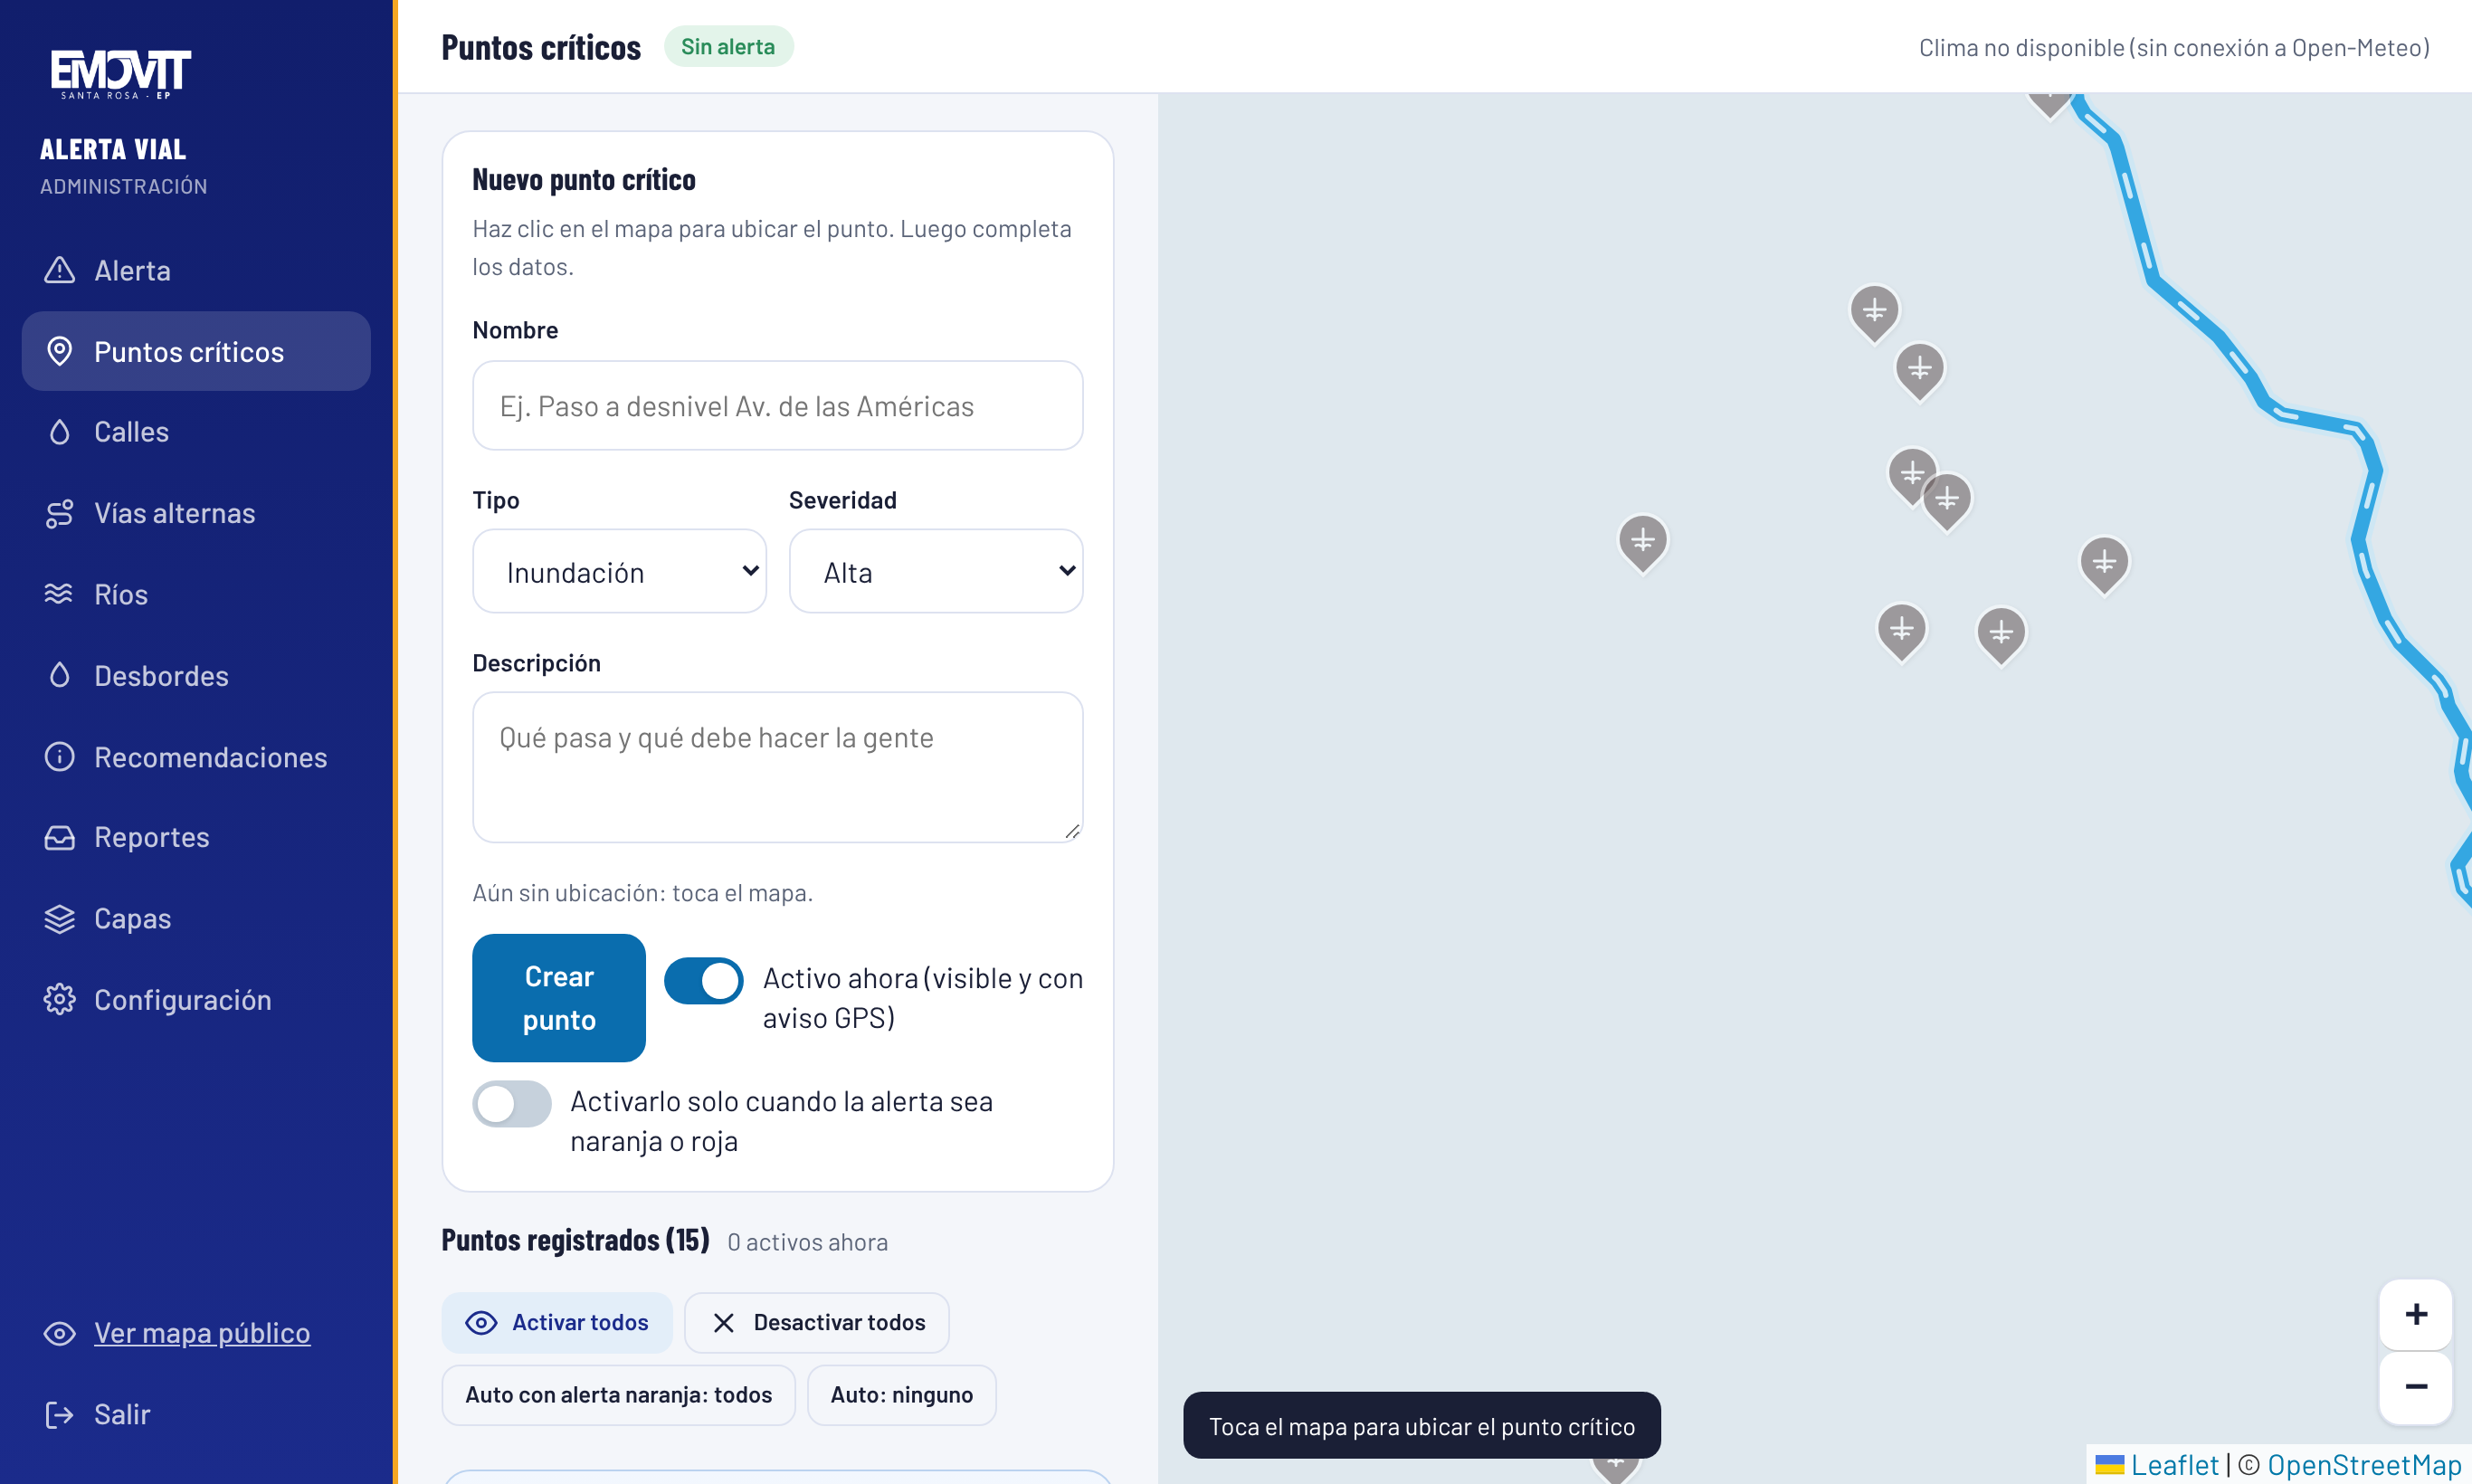 EMOVTT
SANTA ROSA - EP
ALERTA VIAL
ADMINISTRACIÓN
Alerta
Puntos críticos
Calles
Vías alternas
Ríos
Desbordes
Recomendaciones
Reportes
Capas
Configuración
Ver mapa público
Salir
Puntos críticos
Sin alerta
Clima no disponible (sin conexión a Open-Meteo)
Nuevo punto crítico
Haz clic en el mapa para ubicar el punto. Luego completa
los datos.
Nombre
Ej. Paso a desnivel Av. de las Américas
Tipo
Severidad
Inundación
Alta
Descripción
Qué pasa y qué debe hacer la gente
Aún sin ubicación: toca el mapa.
Crear
punto
Activo ahora (visible y con
aviso GPS)
Activarlo solo cuando la alerta sea
naranja o roja
Puntos registrados (15) 0 activos ahora
Activar todos
Desactivar todos
Auto con alerta naranja: todos
Auto: ninguno
Toca el mapa para ubicar el punto crítico
+
−
Leaflet | © OpenStreetMap